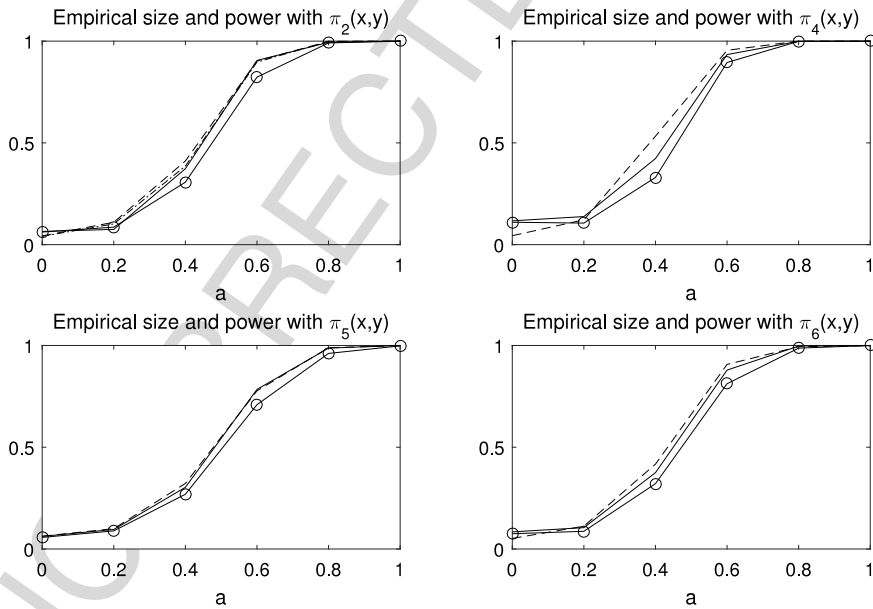 Empirical size and power with π_2(x,y)
1
0.5
0
0 0.2 0.4 0.6 0.8 1
a
Empirical size and power with π_4(x,y)
1
0.5
0
0 0.2 0.4 0.6 0.8 1
a
Empirical size and power with π_5(x,y)
1
0.5
0
0 0.2 0.4 0.6 0.8 1
a
Empirical size and power with π_6(x,y)
1
0.5
0
0 0.2 0.4 0.6 0.8 1
a